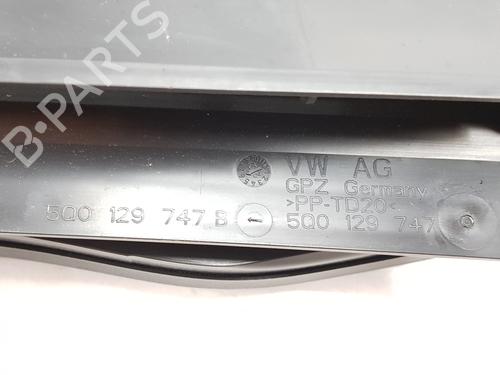 B-PARTS
VW AG
GPZ Germany
>PP-TD20<
5Q0 129 747 B
5Q0 129 747